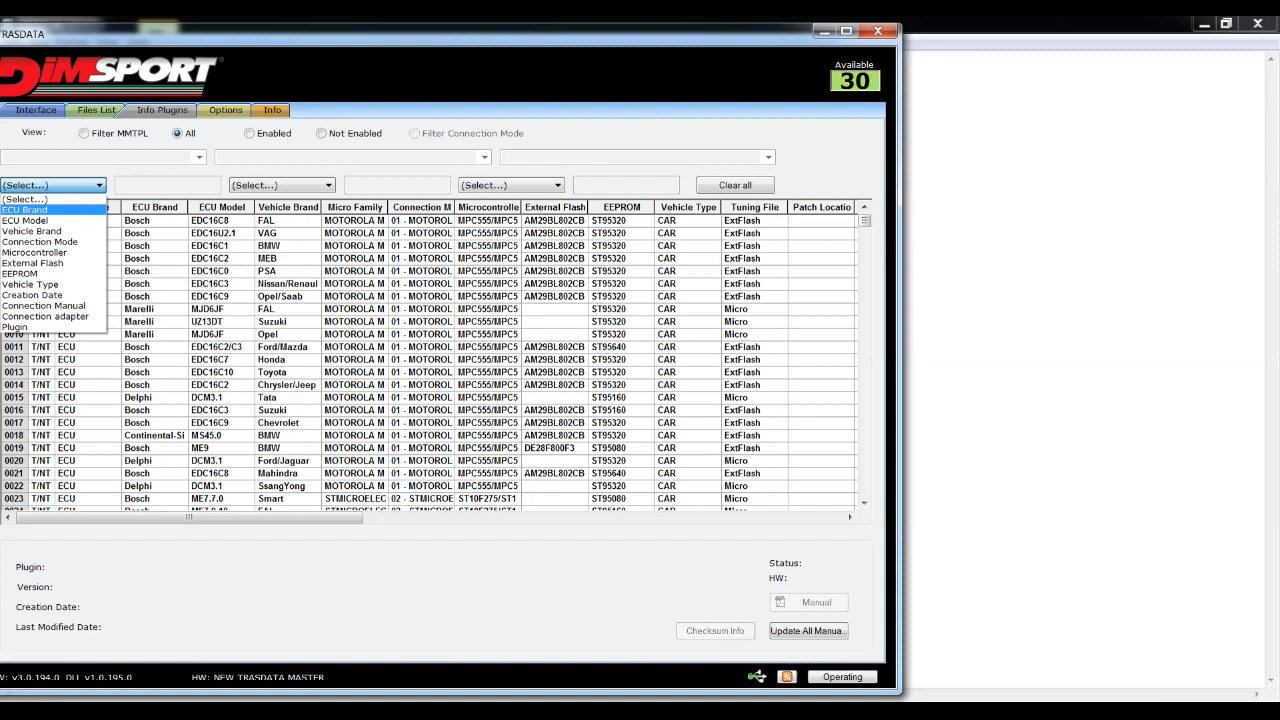 TRASDATA
DiMSPORT
Available
30
Interface Files List Info Plugins Options Info
View: Filter MMTPL All Enabled Not Enabled Filter Connection Mode
(Select...) (Select...) (Select...) Clear all
(Select...)
ECU Brand
ECU Model
Vehicle Brand
Connection Mode
Microcontroller
External Flash
EEPROM
Vehicle Type
Creation Date
Connection Manual
Connection adapter
Plugin
ECU Brand ECU Model Vehicle Brand Micro Family Connection M Microcontrolle External Flash EEPROM Vehicle Type Tuning File Patch Locatio
Bosch EDC16C8 FAL MOTOROLA M 01 - MOTOROL MPC555/MPC5 AM29BL802CB ST95320 CAR ExtFlash
Bosch EDC16U2.1 VAG MOTOROLA M 01 - MOTOROL MPC555/MPC5 AM29BL802CB ST95320 CAR ExtFlash
Bosch EDC16C1 BMW MOTOROLA M 01 - MOTOROL MPC555/MPC5 AM29BL802CB ST95320 CAR ExtFlash
Bosch EDC16C2 MEB MOTOROLA M 01 - MOTOROL MPC555/MPC5 AM29BL802CB ST95320 CAR ExtFlash
Bosch EDC16C0 PSA MOTOROLA M 01 - MOTOROL MPC555/MPC5 AM29BL802CB ST95320 CAR ExtFlash
Bosch EDC16C3 Nissan/Renaul MOTOROLA M 01 - MOTOROL MPC555/MPC5 AM29BL802CB ST95320 CAR ExtFlash
Bosch EDC16C9 Opel/Saab MOTOROLA M 01 - MOTOROL MPC555/MPC5 AM29BL802CB ST95320 CAR ExtFlash
Marelli MJD6JF FAL MOTOROLA M 01 - MOTOROL MPC555/MPC5 ST95320 CAR Micro
Marelli UZ13DT Suzuki MOTOROLA M 01 - MOTOROL MPC555/MPC5 ST95320 CAR Micro
0010 T/NT ECU Marelli MJD6JF Opel MOTOROLA M 01 - MOTOROL MPC555/MPC5 ST95320 CAR Micro
0011 T/NT ECU Bosch EDC16C2/C3 Ford/Mazda MOTOROLA M 01 - MOTOROL MPC555/MPC5 AM29BL802CB ST95640 CAR ExtFlash
0012 T/NT ECU Bosch EDC16C7 Honda MOTOROLA M 01 - MOTOROL MPC555/MPC5 AM29BL802CB ST95320 CAR ExtFlash
0013 T/NT ECU Bosch EDC16C10 Toyota MOTOROLA M 01 - MOTOROL MPC555/MPC5 AM29BL802CB ST95320 CAR ExtFlash
0014 T/NT ECU Bosch EDC16C2 Chrysler/Jeep MOTOROLA M 01 - MOTOROL MPC555/MPC5 AM29BL802CB ST95320 CAR ExtFlash
0015 T/NT ECU Delphi DCM3.1 Tata MOTOROLA M 01 - MOTOROL MPC555/MPC5 ST95160 CAR Micro
0016 T/NT ECU Bosch EDC16C3 Suzuki MOTOROLA M 01 - MOTOROL MPC555/MPC5 AM29BL802CB ST95160 CAR ExtFlash
0017 T/NT ECU Bosch EDC16C9 Chevrolet MOTOROLA M 01 - MOTOROL MPC555/MPC5 AM29BL802CB ST95320 CAR ExtFlash
0018 T/NT ECU Continental-Si MS45.0 BMW MOTOROLA M 01 - MOTOROL MPC555/MPC5 AM29BL802CB ST95320 CAR ExtFlash
0019 T/NT ECU Bosch ME9 BMW MOTOROLA M 01 - MOTOROL MPC555/MPC5 DE28F800F3 ST95080 CAR ExtFlash
0020 T/NT ECU Delphi DCM3.1 Ford/Jaguar MOTOROLA M 01 - MOTOROL MPC555/MPC5 ST95320 CAR Micro
0021 T/NT ECU Bosch EDC16C8 Mahindra MOTOROLA M 01 - MOTOROL MPC555/MPC5 AM29BL802CB ST95640 CAR ExtFlash
0022 T/NT ECU Delphi DCM3.1 SsangYong MOTOROLA M 01 - MOTOROL MPC555/MPC5 ST95320 CAR Micro
0023 T/NT ECU Bosch ME7.7.0 Smart STMICROELEC 02 - STMICROE ST10F275/ST1 ST95080 CAR Micro
Plugin:
Version:
Creation Date:
Last Modified Date:
Status:
HW:
Manual
Checksum Info Update All Manua...
v3.0.194.0 DLL v1.0.195.0 HW: NEW TRASDATA MASTER Operating